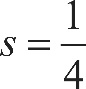 s = 1/4